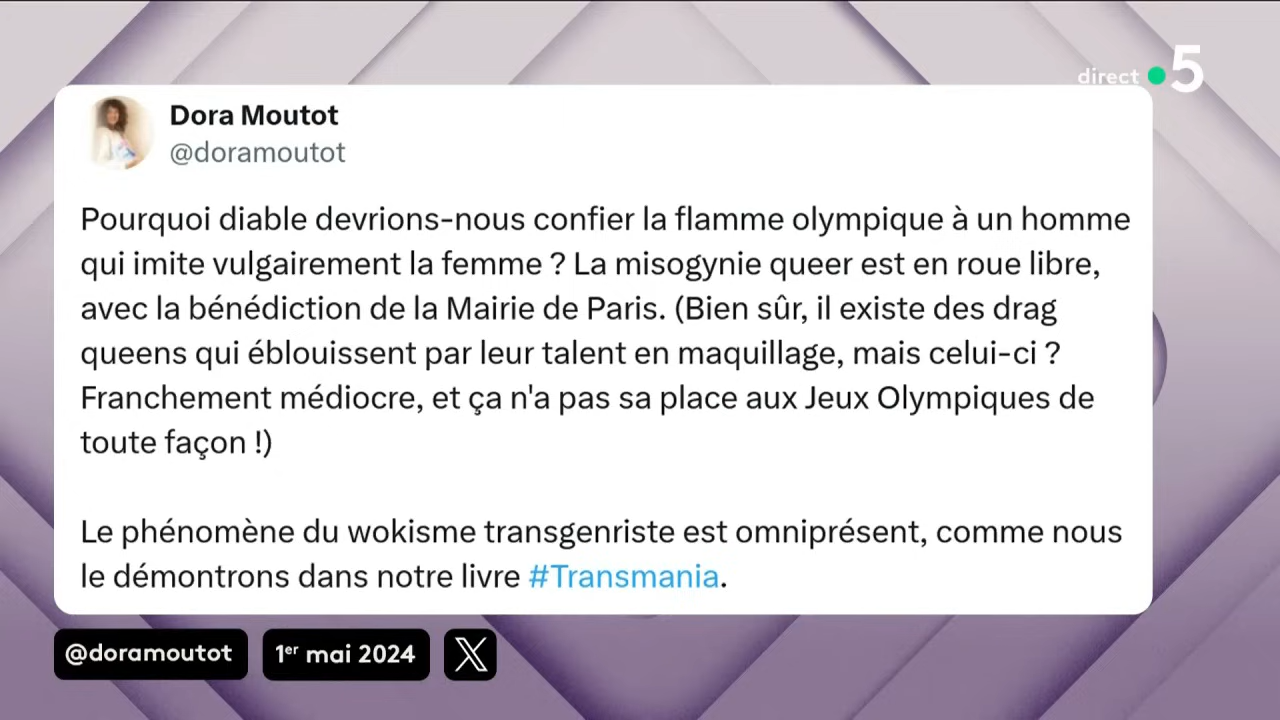 direct 5
Dora Moutot
@doramoutot
Pourquoi diable devrions-nous confier la flamme olympique à un homme
qui imite vulgairement la femme ? La misogynie queer est en roue libre,
avec la bénédiction de la Mairie de Paris. (Bien sûr, il existe des drag
queens qui éblouissent par leur talent en maquillage, mais celui-ci ?
Franchement médiocre, et ça n'a pas sa place aux Jeux Olympiques de
toute façon !)
Le phénomène du wokisme transgenriste est omniprésent, comme nous
le démontrons dans notre livre #Transmania.
@doramoutot 1er mai 2024 X